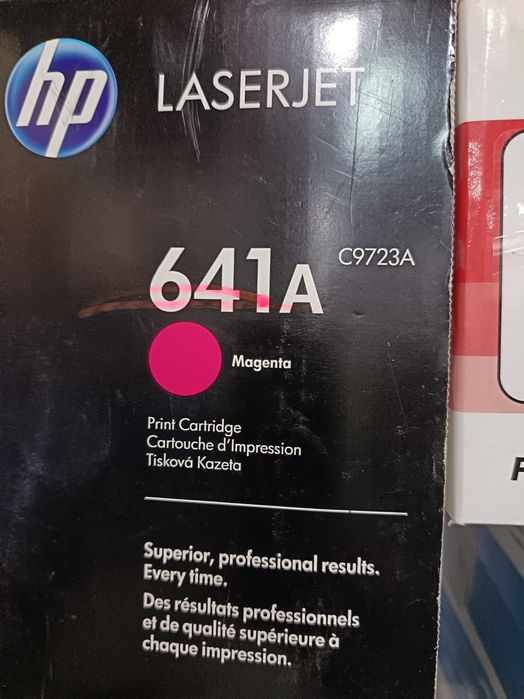 hp
LASERJET
641A
C9723A
Magenta
Print Cartridge
Cartouche d'Impression
Tisková Kazeta
Superior, professional results.
Every time.
Des résultats professionnels
et de qualité supérieure à
chaque impression.